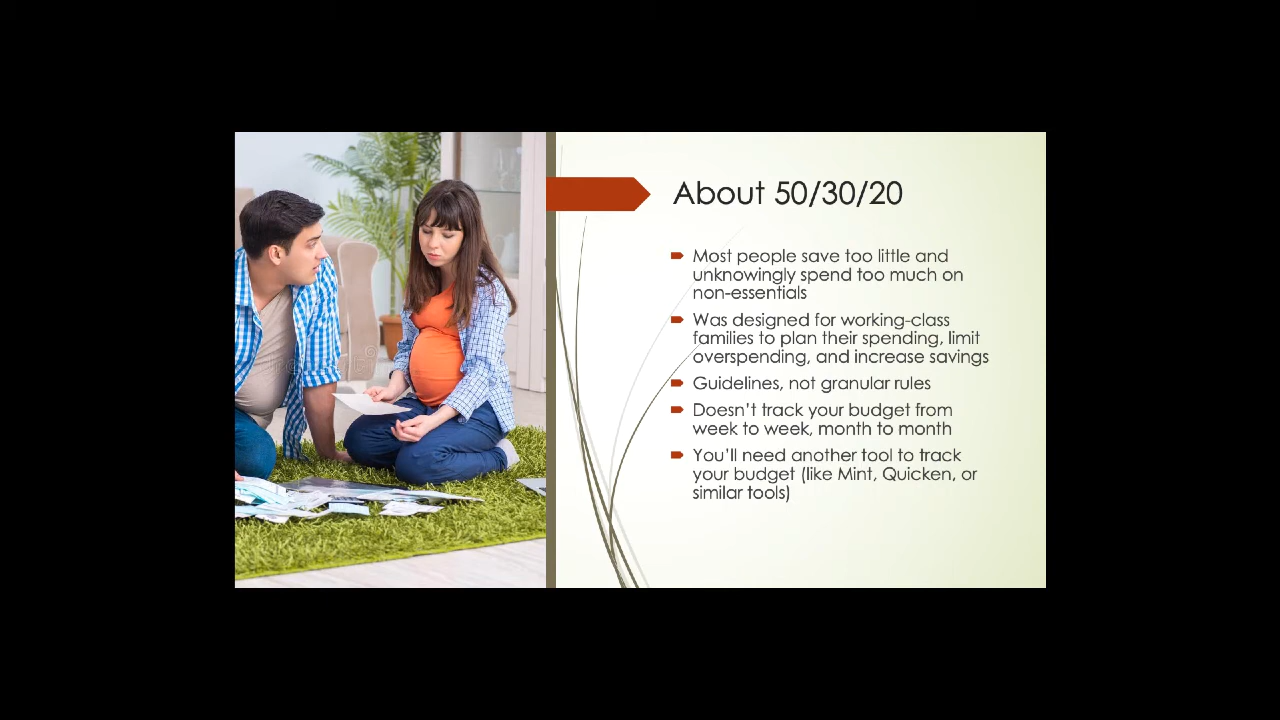 About 50/30/20
Most people save too little and
unknowingly spend too much on
non-essentials
Was designed for working-class
families to plan their spending, limit
overspending, and increase savings
Guidelines, not granular rules
Doesn't track your budget from
week to week, month to month
You'll need another tool to track
your budget (like Mint, Quicken, or
similar tools)